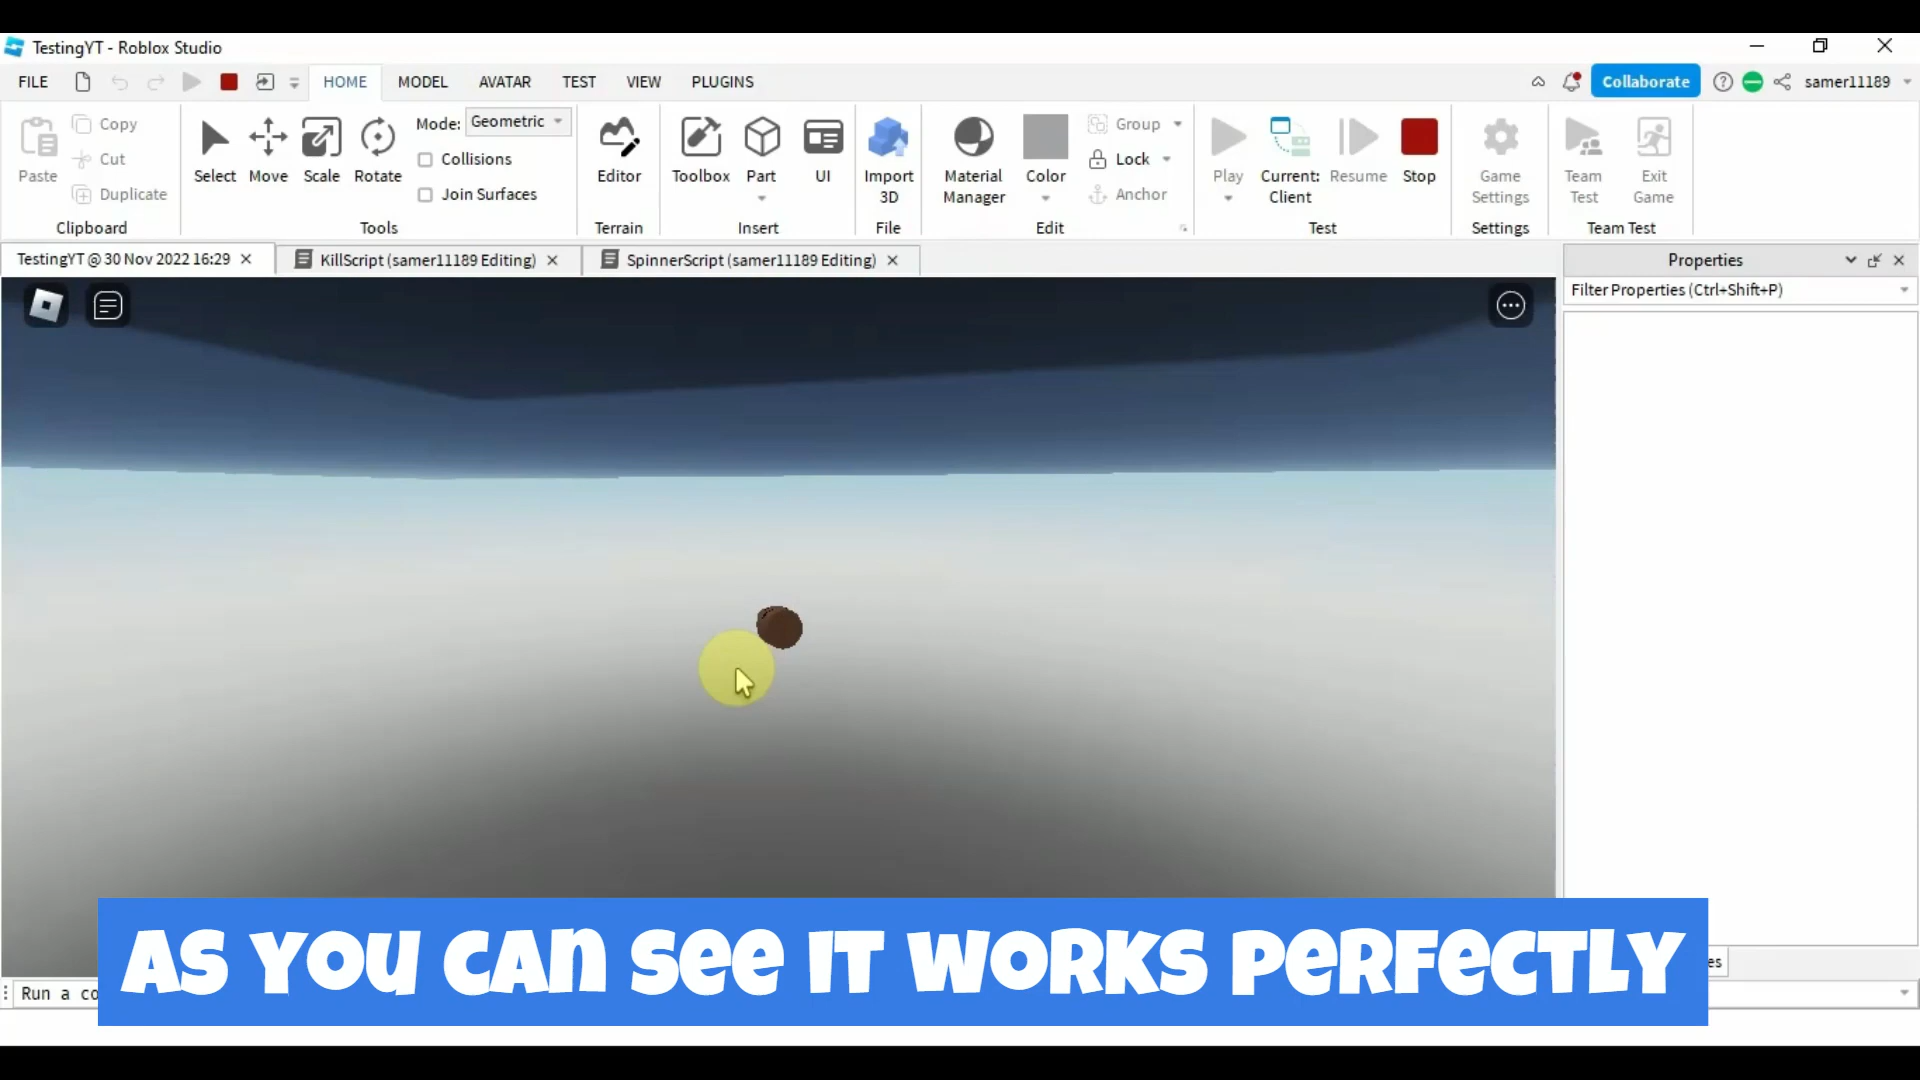 TestingYT - Roblox Studio
FILE HOME MODEL AVATAR TEST VIEW PLUGINS Collaborate samer11189
Paste Copy Cut Duplicate Clipboard
Select Move Scale Rotate Mode: Geometric Collisions Join Surfaces Tools
Editor Terrain
Toolbox Part UI Insert
Import 3D File
Material Manager Color Group Lock Anchor Edit
Play Current: Client Resume Stop Test
Game Settings Settings
Team Test Exit Game Team Test
TestingYT @ 30 Nov 2022 16:29 KillScript (samer11189 Editing) SpinnerScript (samer11189 Editing)
Properties
Filter Properties (Ctrl+Shift+P)
AS YOU CAN SEE IT WORKS PERFECTLY
Run a co
es